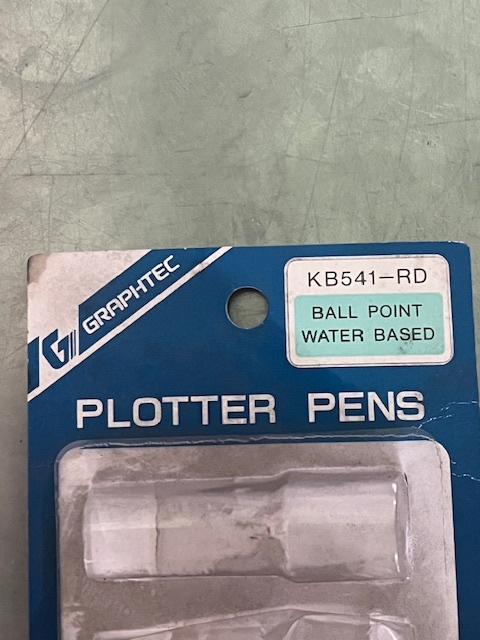 GRAPHTEC
KB541-RD
BALL POINT
WATER BASED
PLOTTER PENS